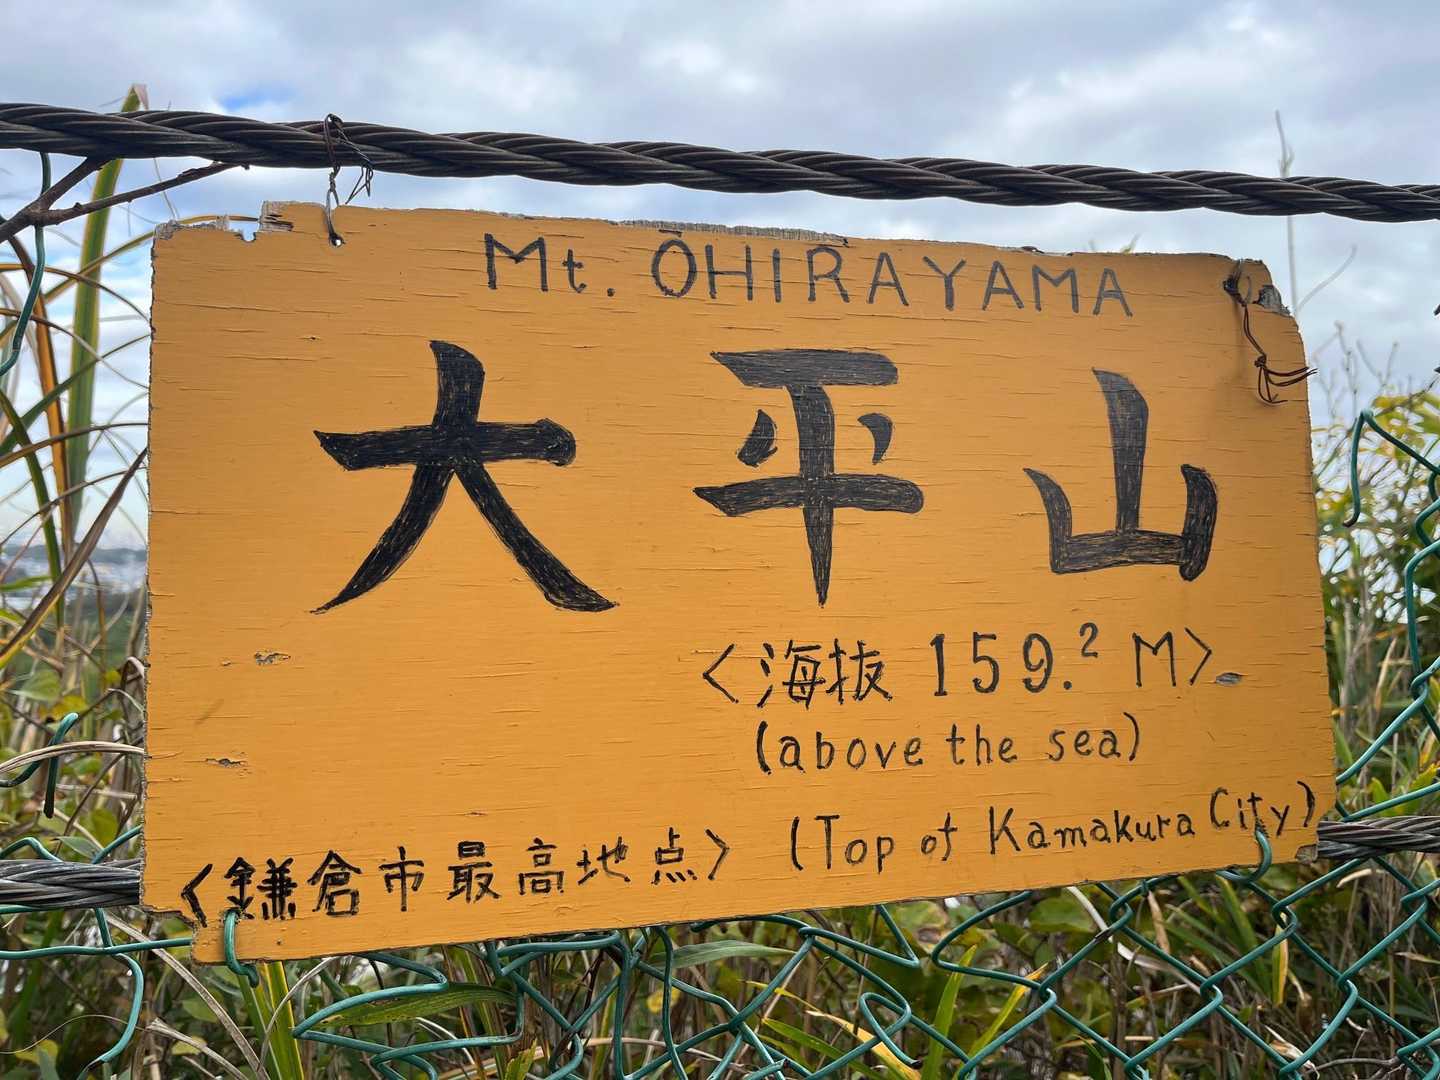 Mt. ŌHIRAYAMA
大平山
〈海抜 159.² M〉
(above the sea)
〈鎌倉市最高地点〉 (Top of Kamakura City)